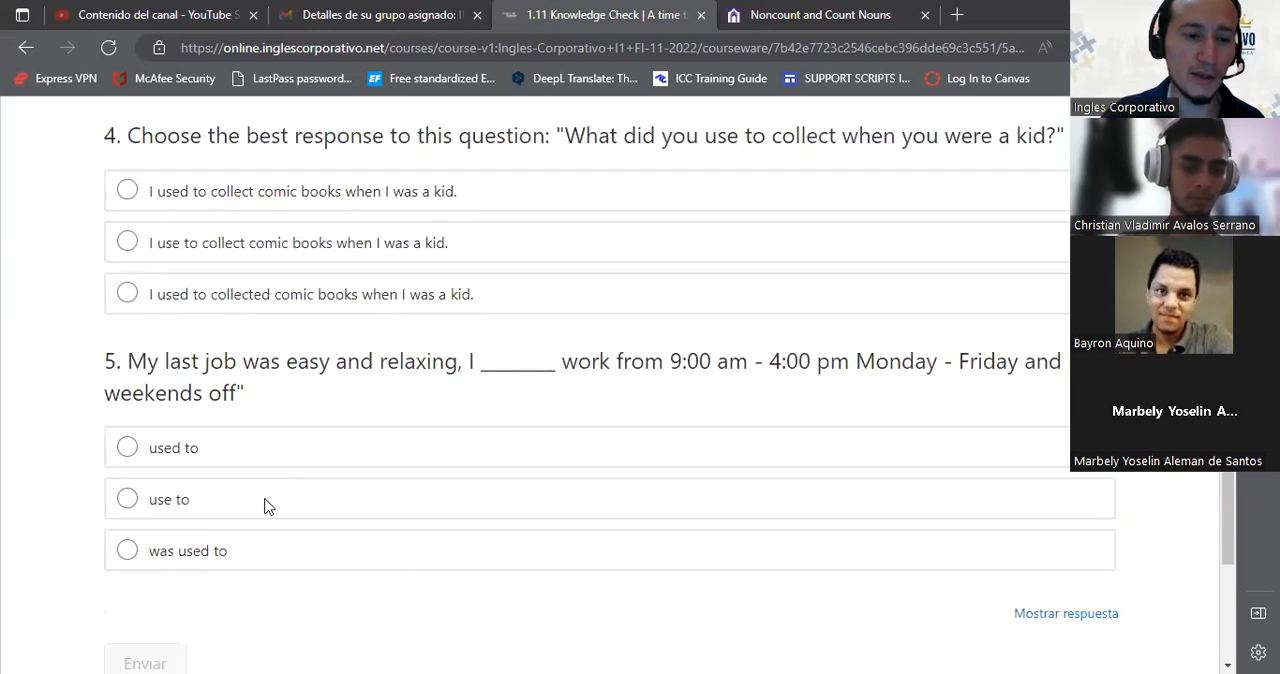 Contenido del canal - YouTube S
Detalles de su grupo asignado: I
1.11 Knowledge Check | A time t
Noncount and Count Nouns
https://online.inglescorporativo.net/courses/course-v1:Ingles-Corporativo+I1+FI-11-2022/courseware/7b42e7723c2546cebc396dde69c3c551/5a...
Express VPN
McAfee Security
LastPass password...
Free standardized E...
DeepL Translate: Th...
ICC Training Guide
SUPPORT SCRIPTS I...
Log In to Canvas
4. Choose the best response to this question: "What did you use to collect when you were a kid?"
I used to collect comic books when I was a kid.
I use to collect comic books when I was a kid.
I used to collected comic books when I was a kid.
5. My last job was easy and relaxing, I _______ work from 9:00 am - 4:00 pm Monday - Friday and
weekends off"
used to
use to
was used to
Mostrar respuesta
Enviar
Ingles Corporativo
Christian Vladimir Avalos Serrano
Bayron Aquino
Marbely Yoselin A...
Marbely Yoselin Aleman de Santos